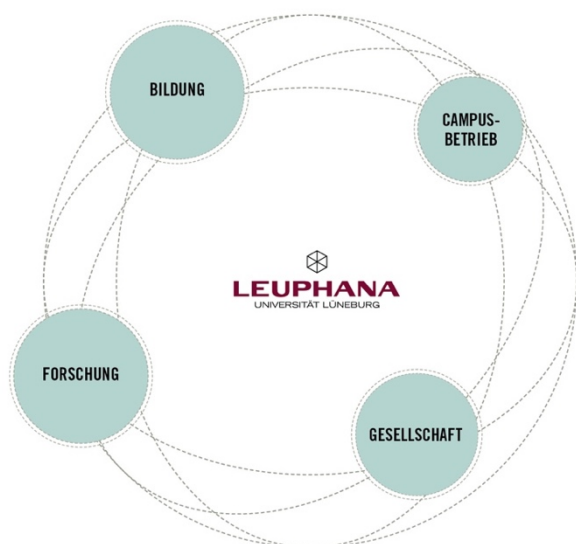 BILDUNG
CAMPUS-
BETRIEB
LEUPHANA
UNIVERSITÄT LÜNEBURG
FORSCHUNG
GESELLSCHAFT